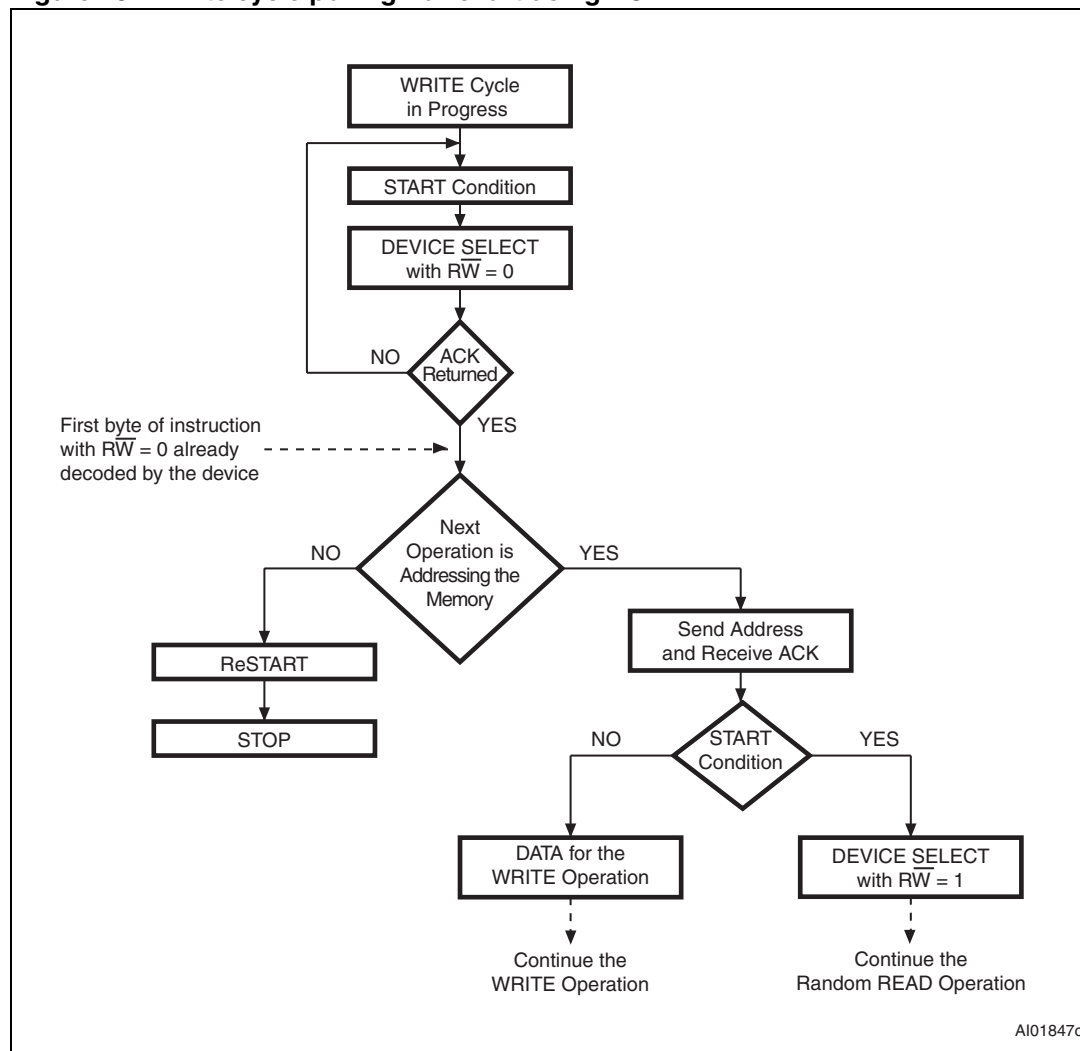 WRITE Cycle
in Progress
START Condition
DEVICE SELECT
with RW̅ = 0
NO
ACK
Returned
YES
First byte of instruction
with RW̅ = 0 already
decoded by the device
Next
Operation is
Addressing the
Memory
NO
YES
Send Address
and Receive ACK
ReSTART
STOP
NO
START
Condition
YES
DATA for the
WRITE Operation
DEVICE SELECT
with RW̅ = 1
Continue the
WRITE Operation
Continue the
Random READ Operation